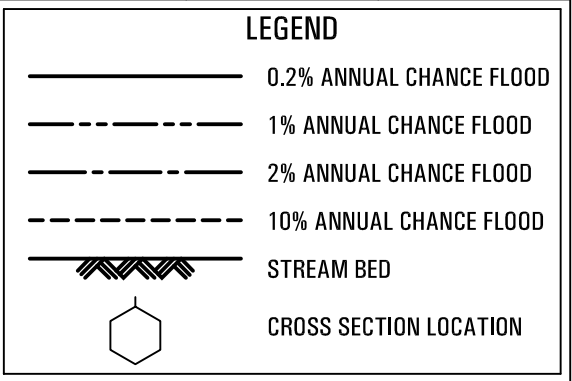 LEGEND
0.2% ANNUAL CHANCE FLOOD
1% ANNUAL CHANCE FLOOD
2% ANNUAL CHANCE FLOOD
10% ANNUAL CHANCE FLOOD
STREAM BED
CROSS SECTION LOCATION